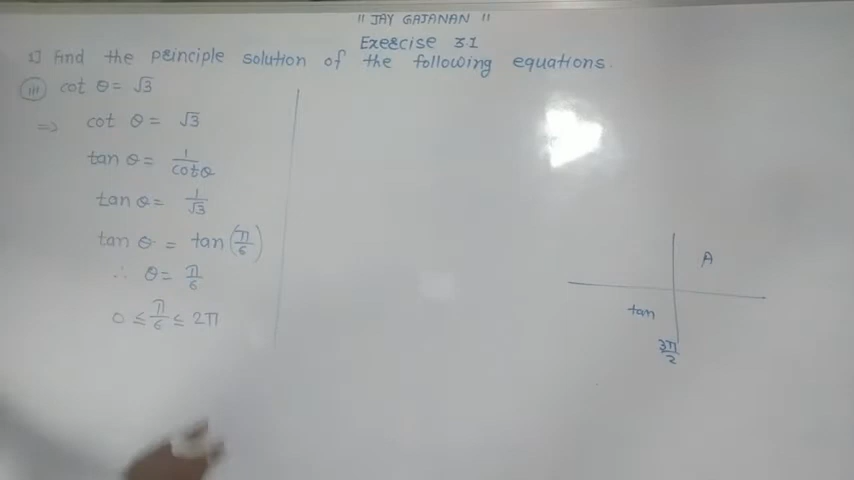 " JAY GAJANAN "
Exercise 3.1
1] Find the principle solution of the following equations.
iii cot θ = √3
=> cot θ = √3
tan θ = 1/cotθ
tan θ = 1/√3
tan θ = tan (π/6)
∴ θ = π/6
0 ≤ π/6 ≤ 2π
A
tan
3π/2